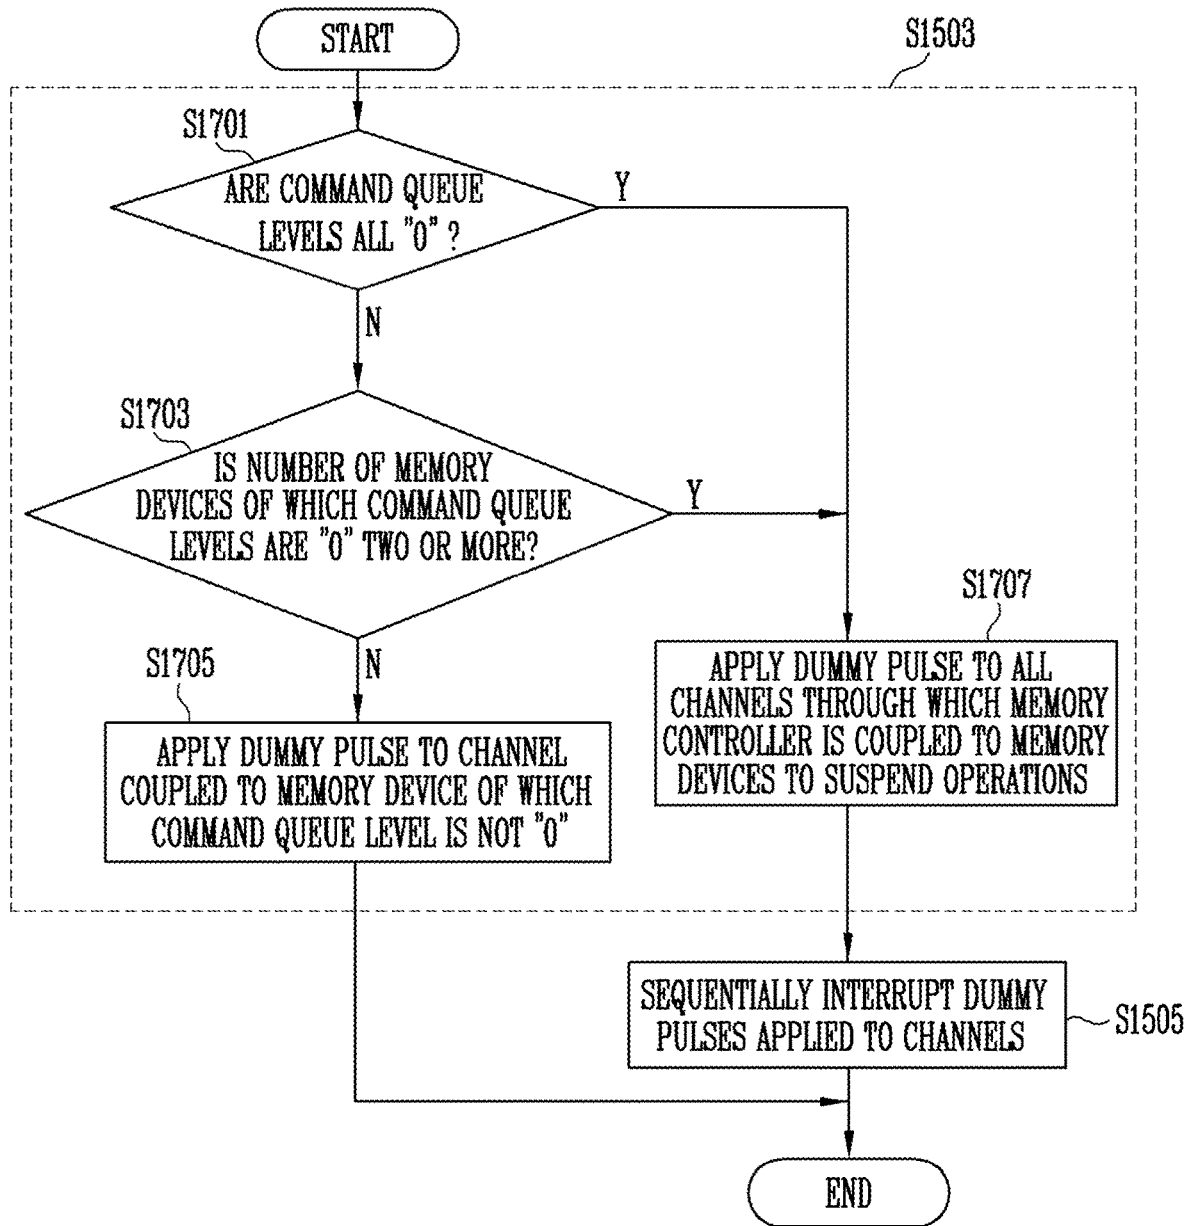 START
S1503
S1701
ARE COMMAND QUEUE
LEVELS ALL "0" ?
Y
N
S1703
IS NUMBER OF MEMORY
DEVICES OF WHICH COMMAND QUEUE
LEVELS ARE "0" TWO OR MORE?
Y
N
S1705
APPLY DUMMY PULSE TO CHANNEL
COUPLED TO MEMORY DEVICE OF WHICH
COMMAND QUEUE LEVEL IS NOT "0"
S1707
APPLY DUMMY PULSE TO ALL
CHANNELS THROUGH WHICH MEMORY
CONTROLLER IS COUPLED TO MEMORY
DEVICES TO SUSPEND OPERATIONS
SEQUENTIALLY INTERRUPT DUMMY
PULSES APPLIED TO CHANNELS
S1505
END